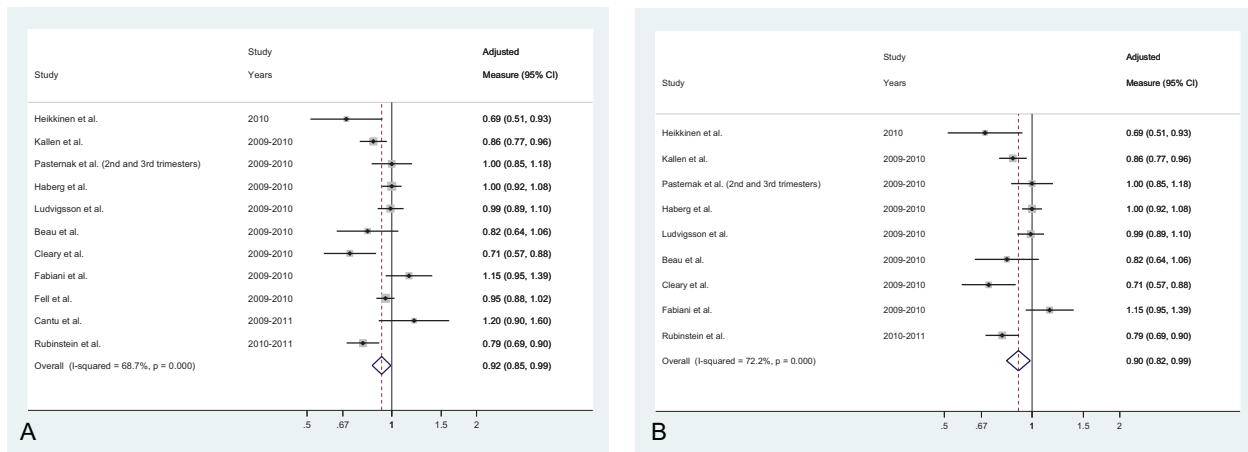 Study Adjusted
Study Years Measure (95% CI)
Heikkinen et al. 2010 0.69 (0.51, 0.93)
Kallen et al. 2009-2010 0.86 (0.77, 0.96)
Pasternak et al. (2nd and 3rd trimesters) 2009-2010 1.00 (0.85, 1.18)
Haberg et al. 2009-2010 1.00 (0.92, 1.08)
Ludvigsson et al. 2009-2010 0.99 (0.89, 1.10)
Beau et al. 2009-2010 0.82 (0.64, 1.06)
Cleary et al. 2009-2010 0.71 (0.57, 0.88)
Fabiani et al. 2009-2010 1.15 (0.95, 1.39)
Fell et al. 2009-2010 0.95 (0.88, 1.02)
Cantu et al. 2009-2011 1.20 (0.90, 1.60)
Rubinstein et al. 2010-2011 0.79 (0.69, 0.90)
Overall (I-squared = 68.7%, p = 0.000) 0.92 (0.85, 0.99)
.5 .67 1 1.5 2
A
Study Adjusted
Study Years Measure (95% CI)
Heikkinen et al. 2010 0.69 (0.51, 0.93)
Kallen et al. 2009-2010 0.86 (0.77, 0.96)
Pasternak et al. (2nd and 3rd trimesters) 2009-2010 1.00 (0.85, 1.18)
Haberg et al. 2009-2010 1.00 (0.92, 1.08)
Ludvigsson et al. 2009-2010 0.99 (0.89, 1.10)
Beau et al. 2009-2010 0.82 (0.64, 1.06)
Cleary et al. 2009-2010 0.71 (0.57, 0.88)
Fabiani et al. 2009-2010 1.15 (0.95, 1.39)
Rubinstein et al. 2010-2011 0.79 (0.69, 0.90)
Overall (I-squared = 72.2%, p = 0.000) 0.90 (0.82, 0.99)
.5 .67 1 1.5 2
B